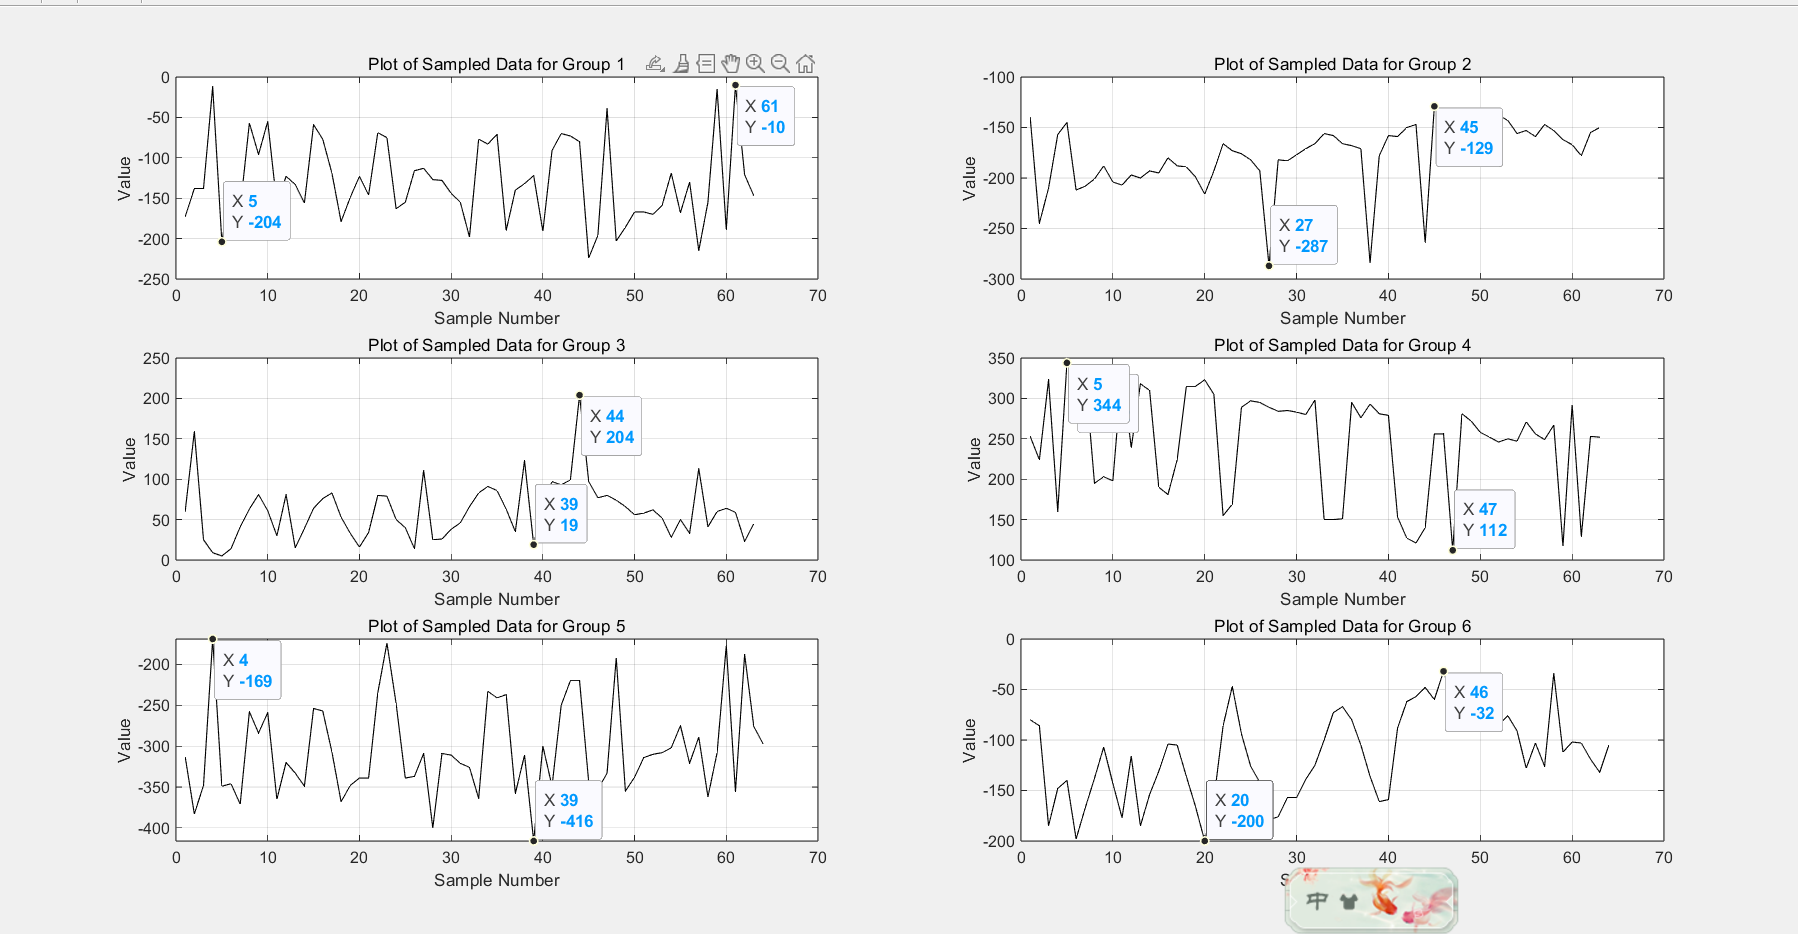 Plot of Sampled Data for Group 1
0
-50
-100
-150
-200
-250
Value
X 61
Y -10
X 5
Y -204
0 10 20 30 40 50 60 70
Sample Number
Plot of Sampled Data for Group 2
-100
-150
-200
-250
-300
Value
X 45
Y -129
X 27
Y -287
0 10 20 30 40 50 60 70
Sample Number
Plot of Sampled Data for Group 3
250
200
150
100
50
0
Value
X 44
Y 204
X 39
Y 19
0 10 20 30 40 50 60 70
Sample Number
Plot of Sampled Data for Group 4
350
300
250
200
150
100
Value
X 5
Y 344
X 47
Y 112
0 10 20 30 40 50 60 70
Sample Number
Plot of Sampled Data for Group 5
-200
-250
-300
-350
-400
Value
X 4
Y -169
X 39
Y -416
0 10 20 30 40 50 60 70
Sample Number
Plot of Sampled Data for Group 6
0
-50
-100
-150
-200
Value
X 46
Y -32
X 20
Y -200
0 10 20 30 40 50 60 70
S
中